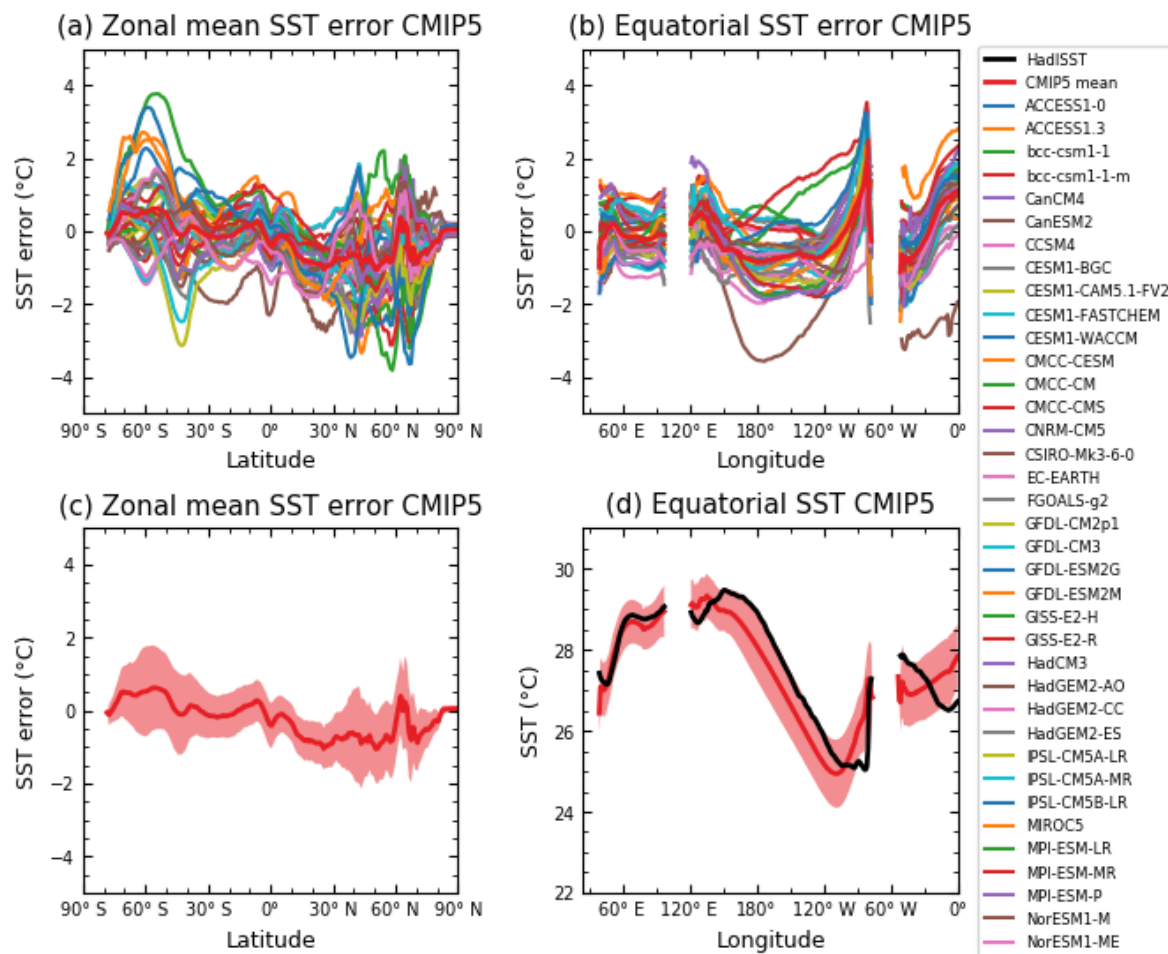 (a) Zonal mean SST error CMIP5
SST error (°C)
4
2
0
−2
−4
90° S 60° S 30° S 0° 30° N 60° N 90° N
Latitude
(b) Equatorial SST error CMIP5
SST error (°C)
4
2
0
−2
−4
60° E 120° E 180° 120° W 60° W 0°
Longitude
(c) Zonal mean SST error CMIP5
SST error (°C)
4
2
0
−2
−4
90° S 60° S 30° S 0° 30° N 60° N 90° N
Latitude
(d) Equatorial SST CMIP5
SST (°C)
30
28
26
24
22
60° E 120° E 180° 120° W 60° W 0°
Longitude
HadISST
CMIP5 mean
ACCESS1-0
ACCESS1.3
bcc-csm1-1
bcc-csm1-1-m
CanCM4
CanESM2
CCSM4
CESM1-BGC
CESM1-CAM5.1-FV2
CESM1-FASTCHEM
CESM1-WACCM
CMCC-CESM
CMCC-CM
CMCC-CMS
CNRM-CM5
CSIRO-Mk3-6-0
EC-EARTH
FGOALS-g2
GFDL-CM2p1
GFDL-CM3
GFDL-ESM2G
GFDL-ESM2M
GISS-E2-H
GISS-E2-R
HadCM3
HadGEM2-AO
HadGEM2-CC
HadGEM2-ES
IPSL-CM5A-LR
IPSL-CM5A-MR
IPSL-CM5B-LR
MIROC5
MPI-ESM-LR
MPI-ESM-MR
MPI-ESM-P
NorESM1-M
NorESM1-ME